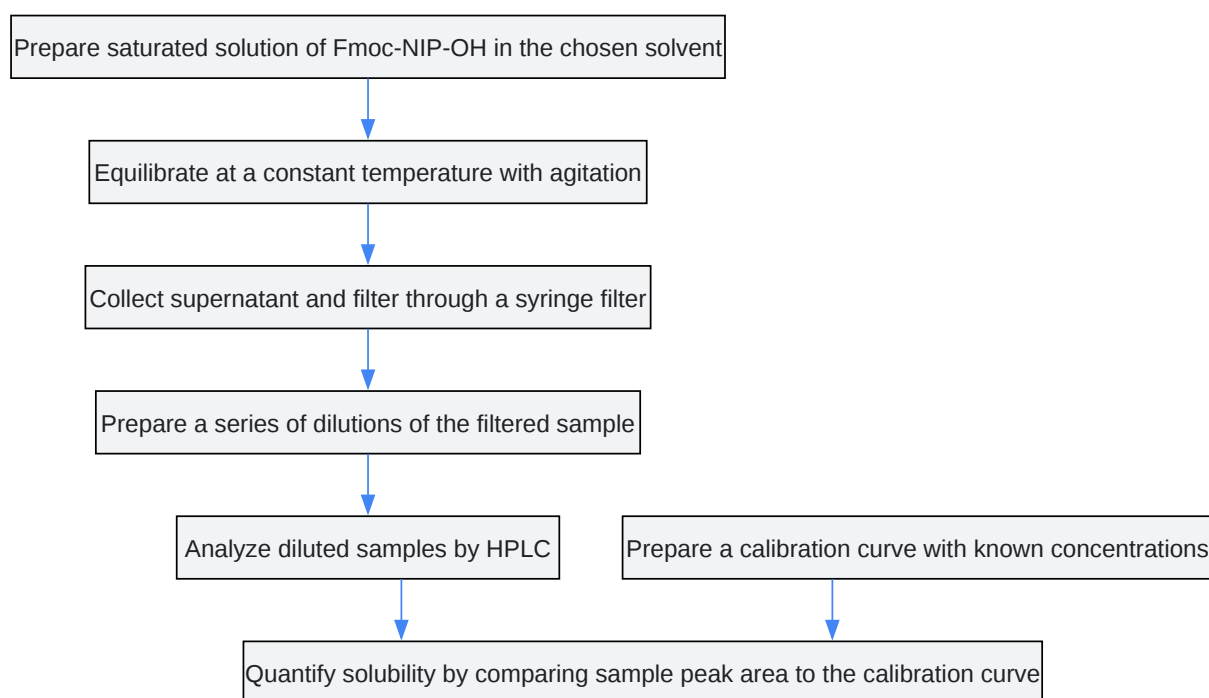 Prepare saturated solution of Fmoc-NIP-OH in the chosen solvent
Equilibrate at a constant temperature with agitation
Collect supernatant and filter through a syringe filter
Prepare a series of dilutions of the filtered sample
Analyze diluted samples by HPLC
Prepare a calibration curve with known concentrations
Quantify solubility by comparing sample peak area to the calibration curve